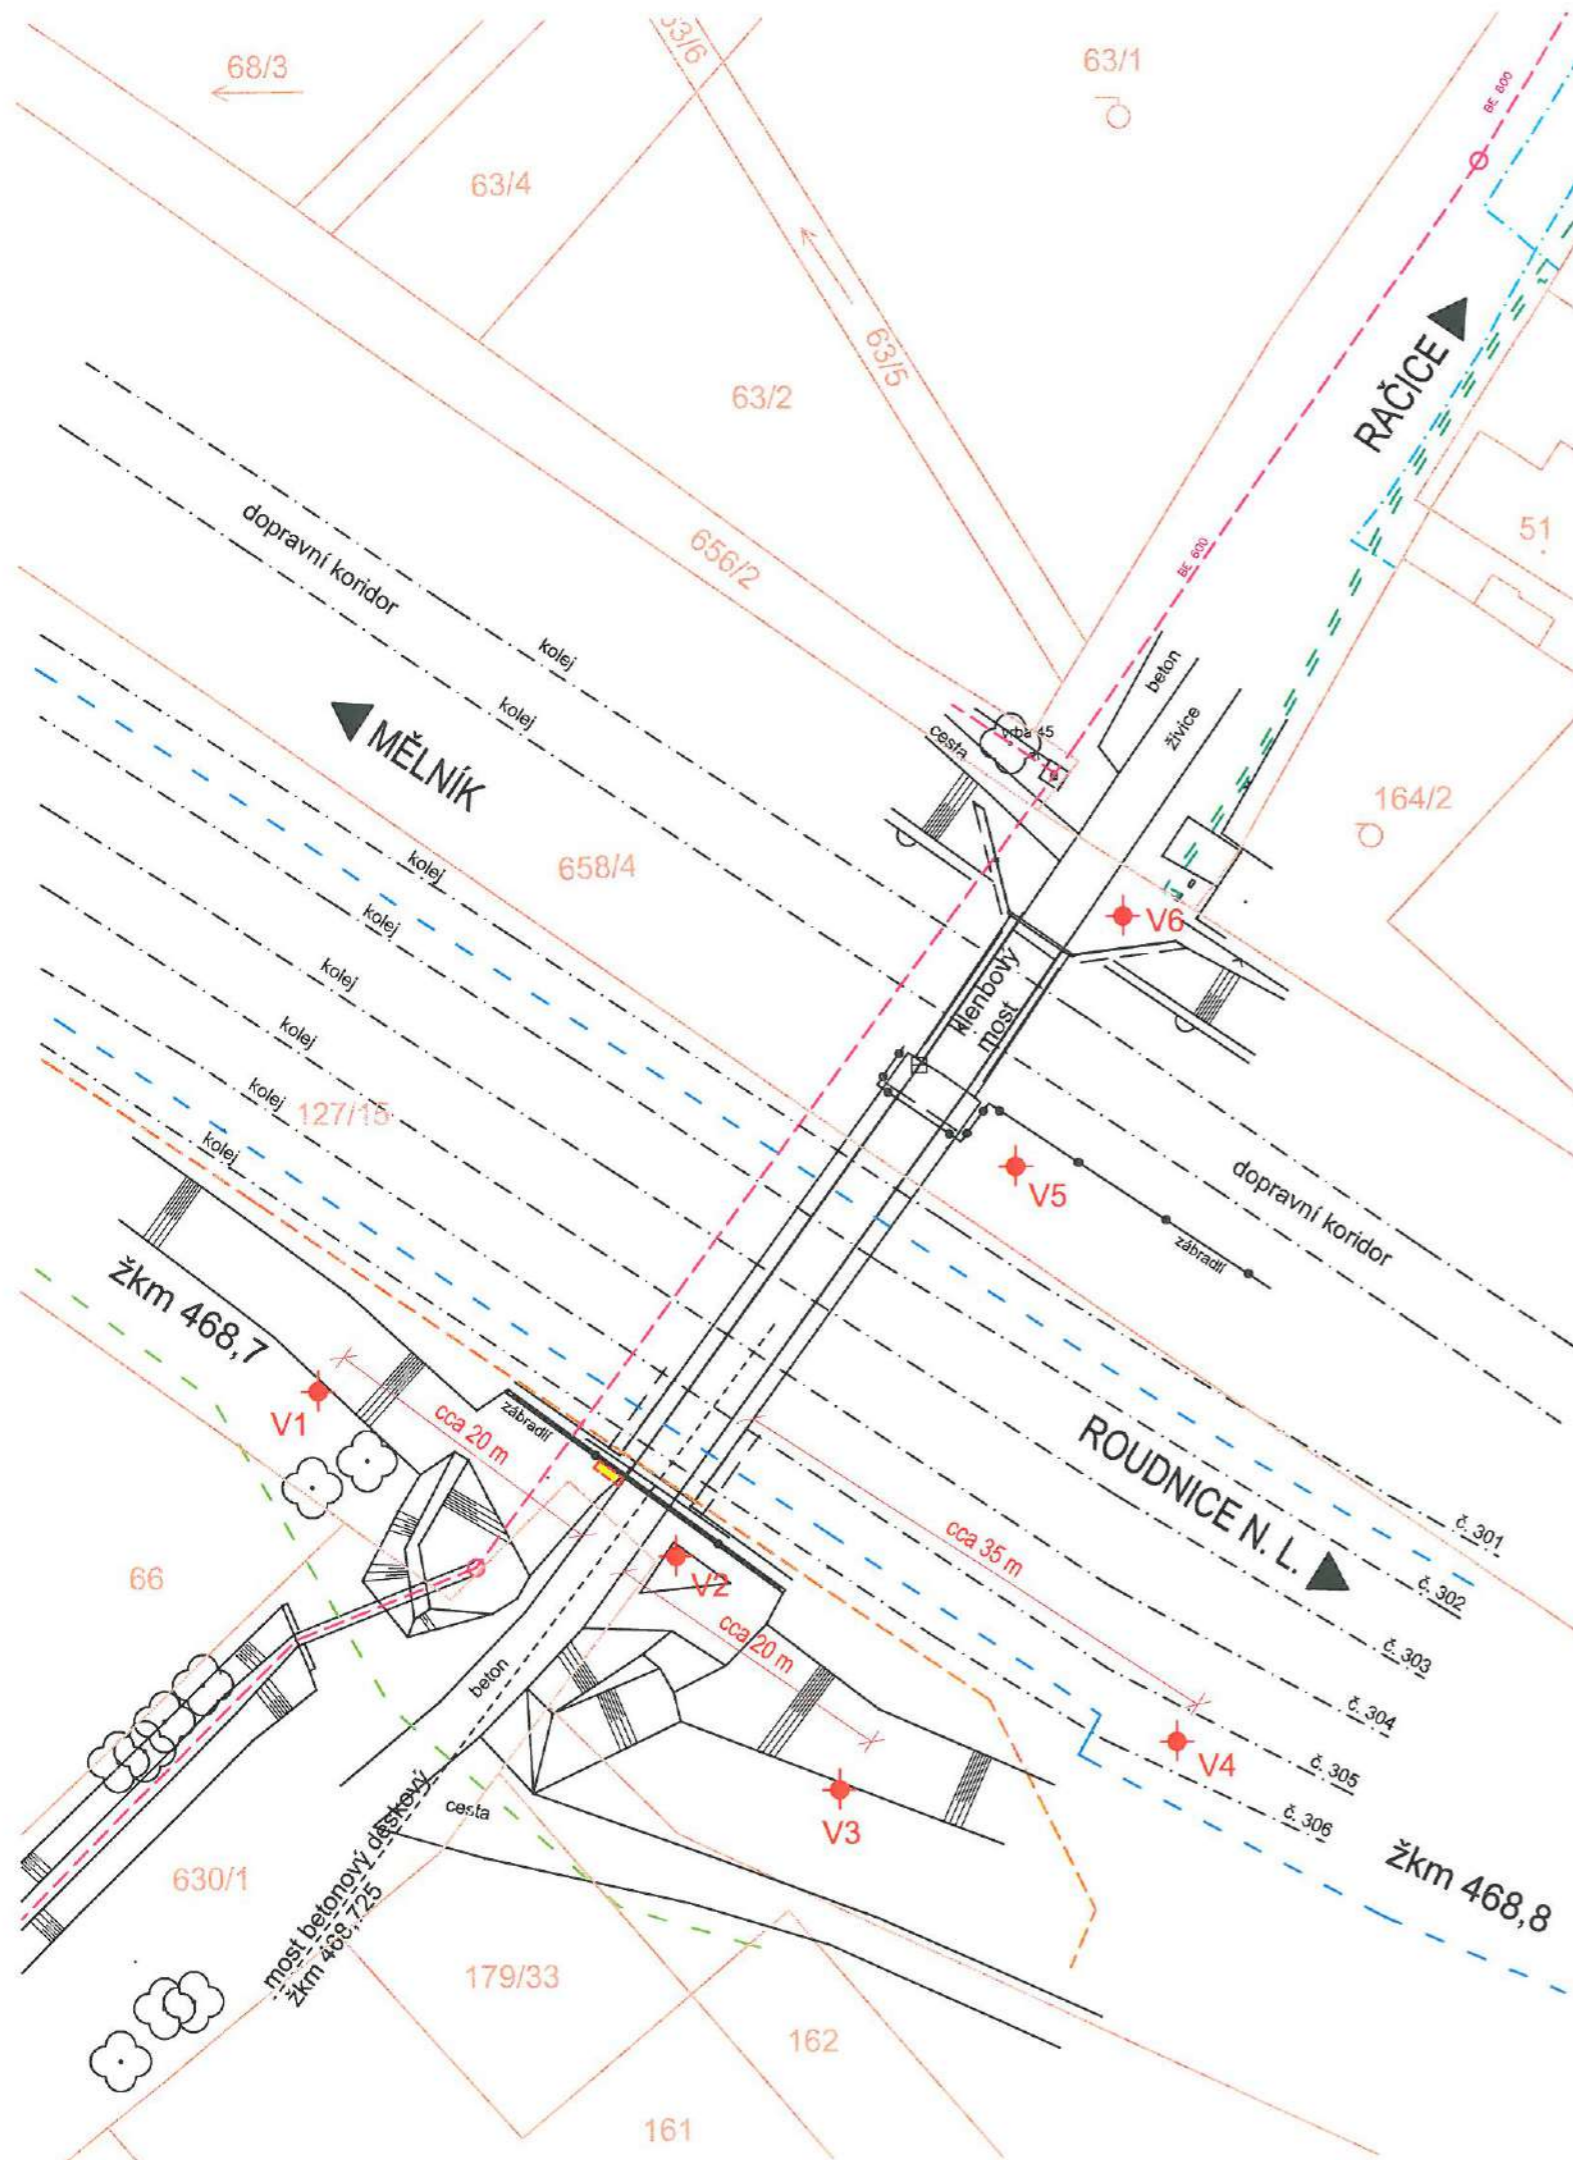 68/3
53/6
63/1
BE 800
63/4
RAČICE
63/5
63/2
51
dopravní koridor
656/2
BE 600
kolej
kolej
beton
živice
vrba 45
cesta
MĚLNÍK
164/2
658/4
kolej
kolej
V6
klenbový
most
kolej
kolej
kolej
127/15
kolej
V5
dopravní koridor
zábradlí
žkm 468,7
V1
cca 20 m
zábradlí
ROUDNICE N. L.
cca 35 m
č. 301
66
V2
č. 302
cca 20 m
č. 303
beton
č. 304
V4
č. 305
cesta
č. 306
V3
žkm 468,8
630/1
most betonový deskový
žkm 468,725
179/33
162
161